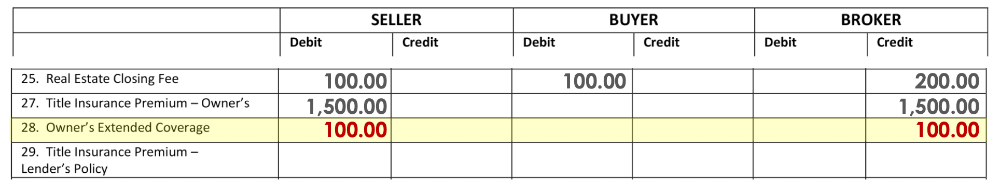 SELLER BUYER BROKER
Debit Credit Debit Credit Debit Credit
25. Real Estate Closing Fee 100.00 100.00 200.00
27. Title Insurance Premium – Owner’s 1,500.00 1,500.00
28. Owner’s Extended Coverage 100.00 100.00
29. Title Insurance Premium –
Lender’s Policy